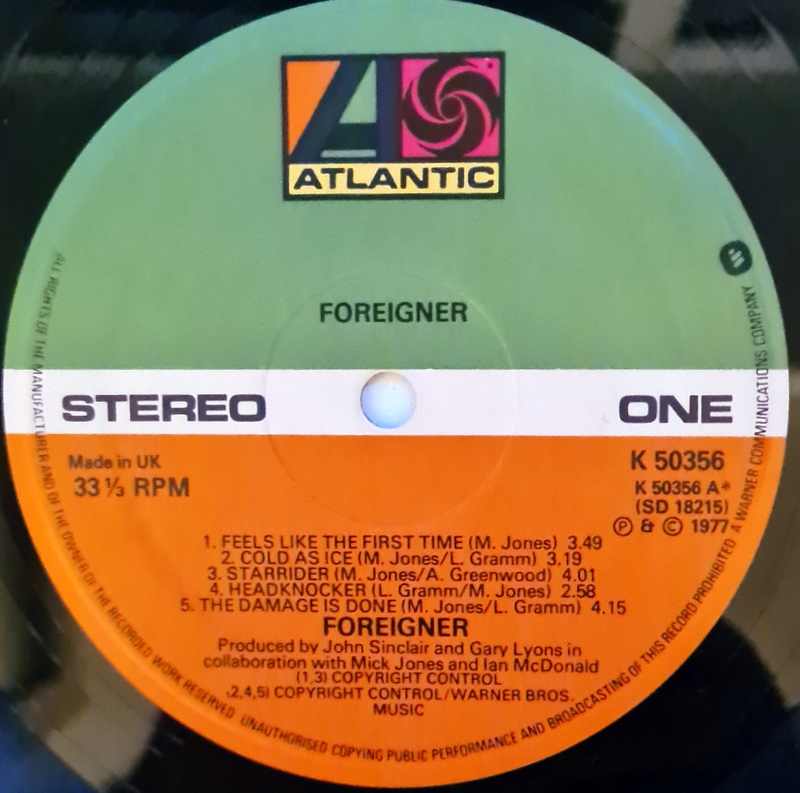 ATLANTIC
FOREIGNER
STEREO
ONE
Made in UK
33 ⅓ RPM
K 50356
K 50356 A*
(SD 18215)
Ⓟ & © 1977
1. FEELS LIKE THE FIRST TIME (M. Jones) 3.49
2. COLD AS ICE (M. Jones/L. Gramm) 3.19
3. STARRIDER (M. Jones/A. Greenwood) 4.01
4. HEADKNOCKER (L. Gramm/M. Jones) 2.58
5. THE DAMAGE IS DONE (M. Jones/L. Gramm) 4.15
FOREIGNER
Produced by John Sinclair and Gary Lyons in
collaboration with Mick Jones and Ian McDonald
(1,3) COPYRIGHT CONTROL
(2,4,5) COPYRIGHT CONTROL/WARNER BROS.
MUSIC
ALL RIGHTS OF THE MANUFACTURER AND OF THE OWNER OF THE RECORDED WORK RESERVED UNAUTHORISED COPYING PUBLIC PERFORMANCE AND BROADCASTING OF THIS RECORD PROHIBITED A WARNER COMMUNICATIONS COMPANY